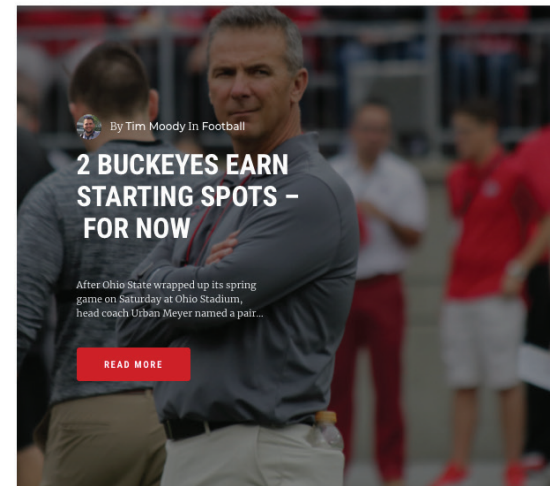 By Tim Moody In Football
2 BUCKEYES EARN
STARTING SPOTS –
FOR NOW
After Ohio State wrapped up its spring
game on Saturday at Ohio Stadium,
head coach Urban Meyer named a pair...
READ MORE